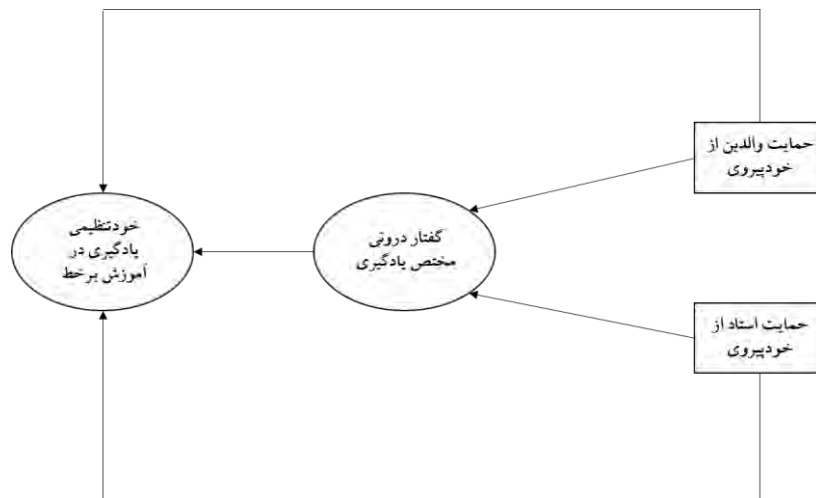 حمایت والدین از
خودپیروی
گفتار درونی
مختص یادگیری
خودتنظیمی
یادگیری در
آموزش برخط
حمایت استاد از
خودپیروی